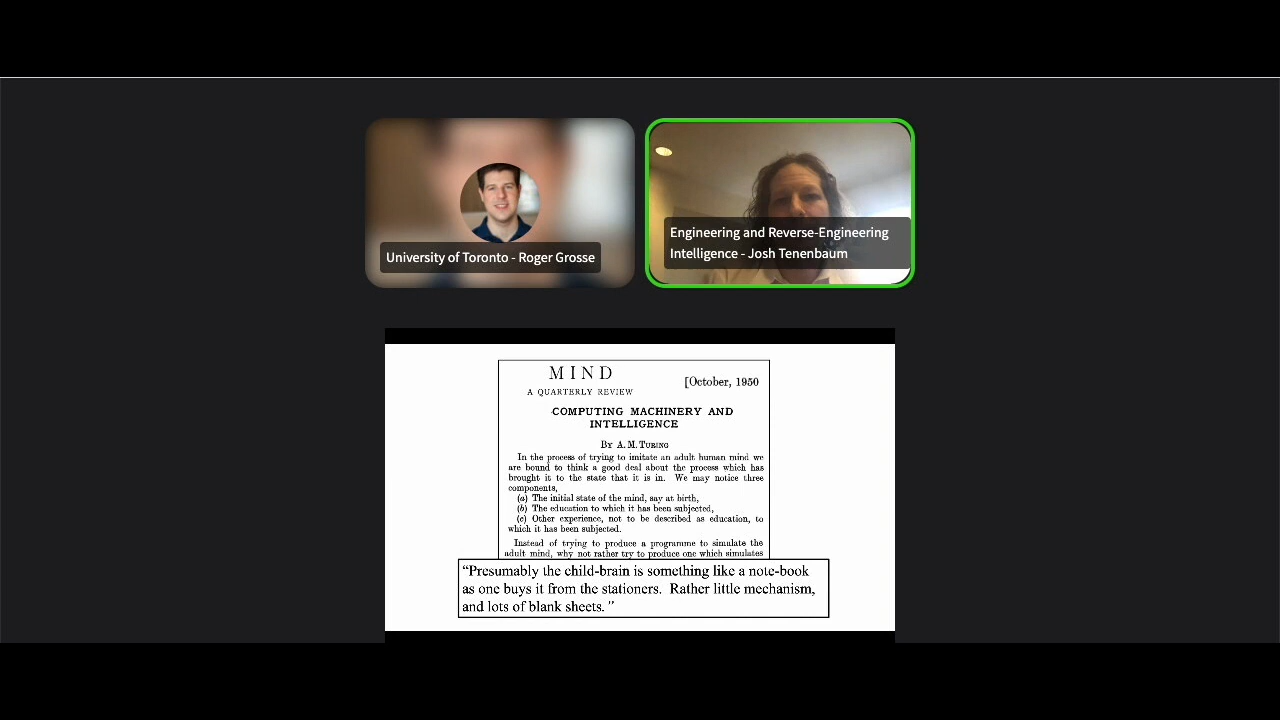 University of Toronto - Roger Grosse
Engineering and Reverse-Engineering
Intelligence - Josh Tenenbaum
MIND
A QUARTERLY REVIEW
[October, 1950
COMPUTING MACHINERY AND
INTELLIGENCE
BY A. M. TURING
In the process of trying to imitate an adult human mind we
are bound to think a good deal about the process which has
brought it to the state that it is in. We may notice three
components,
(a) The initial state of the mind, say at birth,
(b) The education to which it has been subjected,
(c) Other experience, not to be described as education, to
which it has been subjected.
Instead of trying to produce a programme to simulate the
adult mind, why not rather try to produce one which simulates
“Presumably the child-brain is something like a note-book
as one buys it from the stationers. Rather little mechanism,
and lots of blank sheets.”